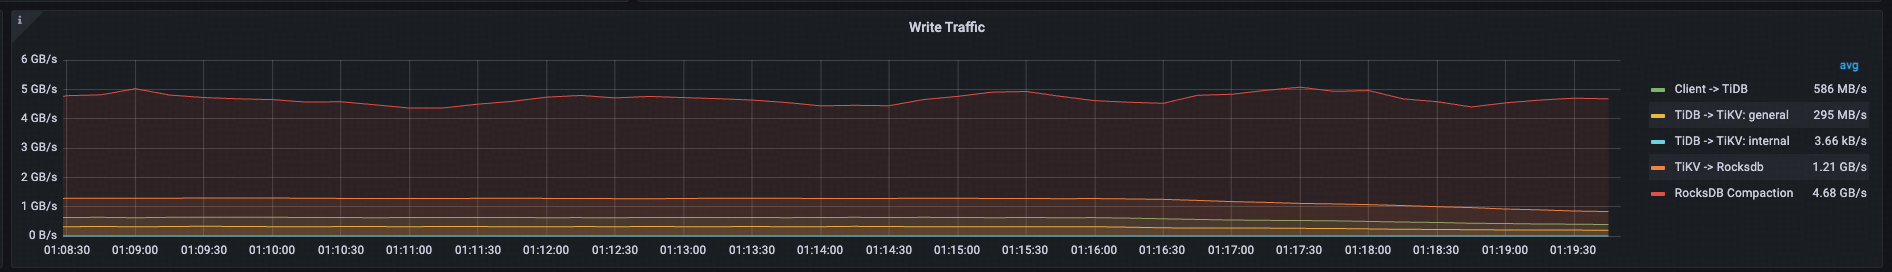 i
Write Traffic
6 GB/s
5 GB/s
4 GB/s
3 GB/s
2 GB/s
1 GB/s
0 B/s
01:08:30 01:09:00 01:09:30 01:10:00 01:10:30 01:11:00 01:11:30 01:12:00 01:12:30 01:13:00 01:13:30 01:14:00 01:14:30 01:15:00 01:15:30 01:16:00 01:16:30 01:17:00 01:17:30 01:18:00 01:18:30 01:19:00 01:19:30
avg
Client -> TiDB 586 MB/s
TiDB -> TiKV: general 295 MB/s
TiDB -> TiKV: internal 3.66 kB/s
TiKV -> Rocksdb 1.21 GB/s
RocksDB Compaction 4.68 GB/s